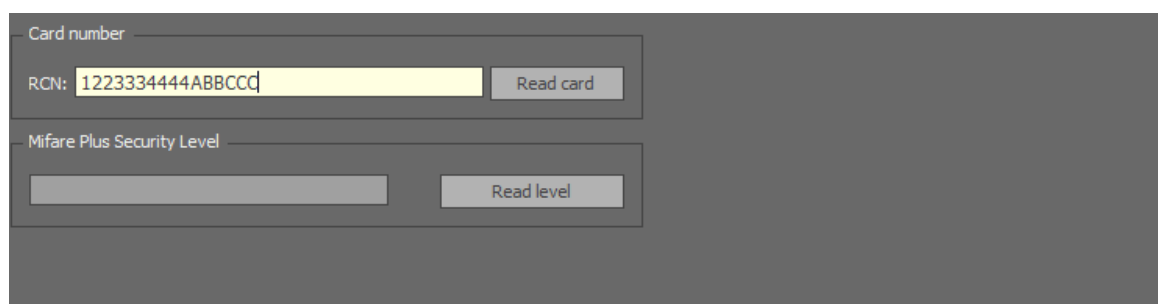 Card number
RCN: 1223334444ABBCCC Read card
Mifare Plus Security Level
Read level